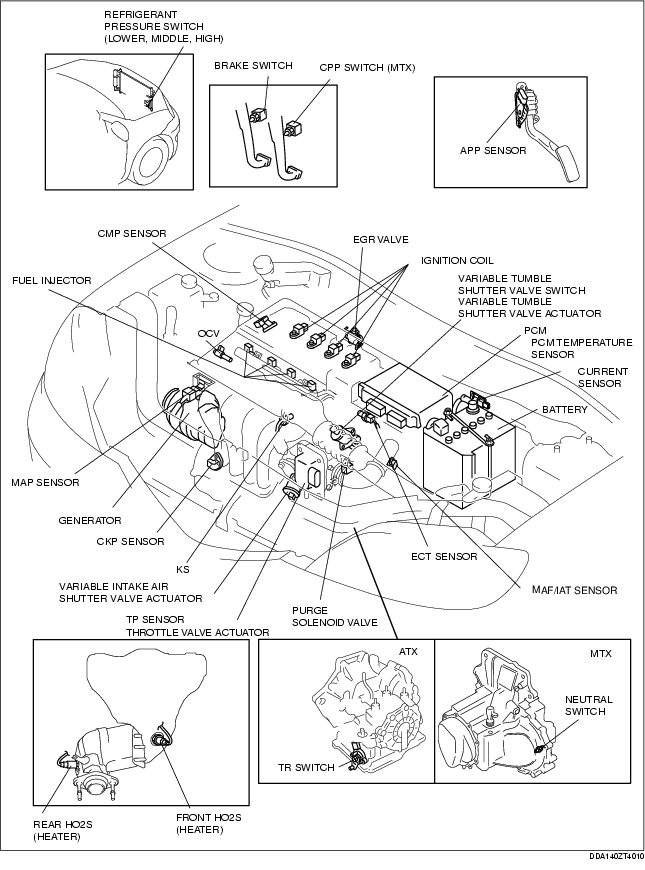 REFRIGERANT
PRESSURE SWITCH
(LOWER, MIDDLE, HIGH)
BRAKE SWITCH
CPP SWITCH (MTX)
APP SENSOR
CMP SENSOR
EGR VALVE
IGNITION COIL
FUEL INJECTOR
VARIABLE TUMBLE
SHUTTER VALVE SWITCH
VARIABLE TUMBLE
SHUTTER VALVE ACTUATOR
OCV
PCM
PCM TEMPERATURE
SENSOR
CURRENT
SENSOR
BATTERY
MAP SENSOR
GENERATOR
CKP SENSOR
KS
ECT SENSOR
VARIABLE INTAKE AIR
SHUTTER VALVE ACTUATOR
MAF/IAT SENSOR
TP SENSOR
THROTTLE VALVE ACTUATOR
PURGE
SOLENOID VALVE
ATX
MTX
NEUTRAL
SWITCH
TR SWITCH
REAR HO2S
(HEATER)
FRONT HO2S
(HEATER)
DDA140ZT4010